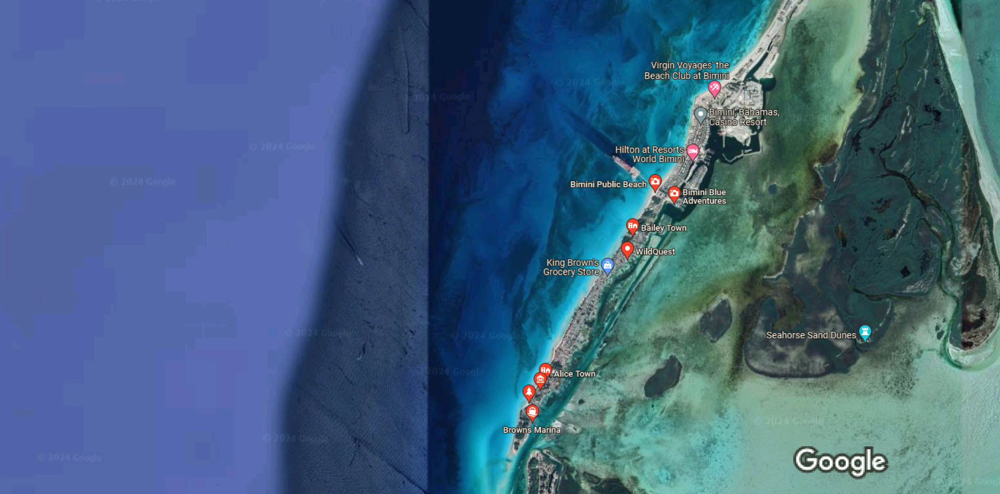 © 2024 Google
Virgin Voyages' the
Beach Club at Bimini
© 2024 Google
2024 Google
Bimini, Bahamas,
Casino Resort
© 2024 Google
Hilton at Resorts
World Bimini
© 2024 Google
Bimini Public Beach
Bimini Blue
Adventures
Bailey Town
WildQuest
King Brown's
Grocery Store
© 2024 Google
© 2024 Google
Seahorse Sand Dunes
2024 Google
Alice Town
2024 Google
Browns Marina
© 2024 Google
© 2024 Google
Google